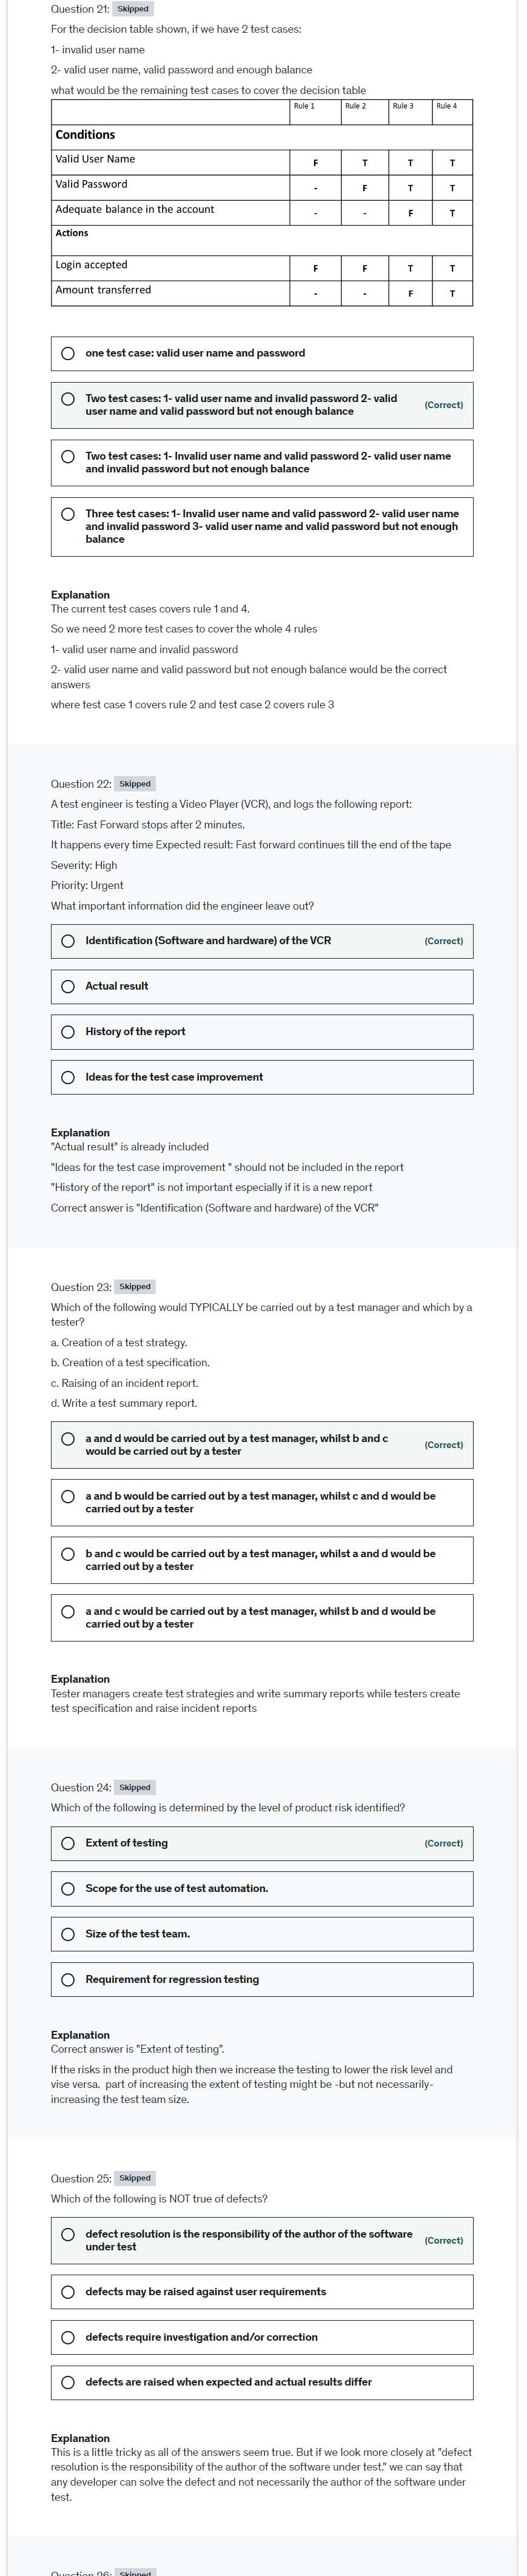 Question 21: Skipped
For the decision table shown, if we have 2 test cases:
1- invalid user name
2- valid user name, valid password and enough balance
what would be the remaining test cases to cover the decision table
Rule 1 Rule 2 Rule 3 Rule 4
Conditions
Valid User Name F T T T
Valid Password - F T T
Adequate balance in the account - - F T
Actions
Login accepted F F T T
Amount transferred - - F T
one test case: valid user name and password
Two test cases: 1- valid user name and invalid password 2- valid
user name and valid password but not enough balance
(Correct)
Two test cases: 1- Invalid user name and valid password 2- valid user name
and invalid password but not enough balance
Three test cases: 1- Invalid user name and valid password 2- valid user name
and invalid password 3- valid user name and valid password but not enough
balance
Explanation
The current test cases covers rule 1 and 4.
So we need 2 more test cases to cover the whole 4 rules
1- valid user name and invalid password
2- valid user name and valid password but not enough balance would be the correct
answers
where test case 1 covers rule 2 and test case 2 covers rule 3
Question 22: Skipped
A test engineer is testing a Video Player (VCR), and logs the following report:
Title: Fast Forward stops after 2 minutes.
It happens every time Expected result: Fast forward continues till the end of the tape
Severity: High
Priority: Urgent
What important information did the engineer leave out?
Identification (Software and hardware) of the VCR (Correct)
Actual result
History of the report
Ideas for the test case improvement
Explanation
"Actual result" is already included
"Ideas for the test case improvement " should not be included in the report
"History of the report" is not important especially if it is a new report
Correct answer is "Identification (Software and hardware) of the VCR"
Question 23: Skipped
Which of the following would TYPICALLY be carried out by a test manager and which by a
tester?
a. Creation of a test strategy.
b. Creation of a test specification.
c. Raising of an incident report.
d. Write a test summary report.
a and d would be carried out by a test manager, whilst b and c
would be carried out by a tester
(Correct)
a and b would be carried out by a test manager, whilst c and d would be
carried out by a tester
b and c would be carried out by a test manager, whilst a and d would be
carried out by a tester
a and c would be carried out by a test manager, whilst b and d would be
carried out by a tester
Explanation
Tester managers create test strategies and write summary reports while testers create
test specification and raise incident reports
Question 24: Skipped
Which of the following is determined by the level of product risk identified?
Extent of testing (Correct)
Scope for the use of test automation.
Size of the test team.
Requirement for regression testing
Explanation
Correct answer is "Extent of testing".
If the risks in the product high then we increase the testing to lower the risk level and
vise versa. part of increasing the extent of testing might be -but not necessarily-
increasing the test team size.
Question 25: Skipped
Which of the following is NOT true of defects?
defect resolution is the responsibility of the author of the software
under test
(Correct)
defects may be raised against user requirements
defects require investigation and/or correction
defects are raised when expected and actual results differ
Explanation
This is a little tricky as all of the answers seem true. But if we look more closely at "defect
resolution is the responsibility of the author of the software under test." we can say that
any developer can solve the defect and not necessarily the author of the software under
test.
Question 26: Skipped